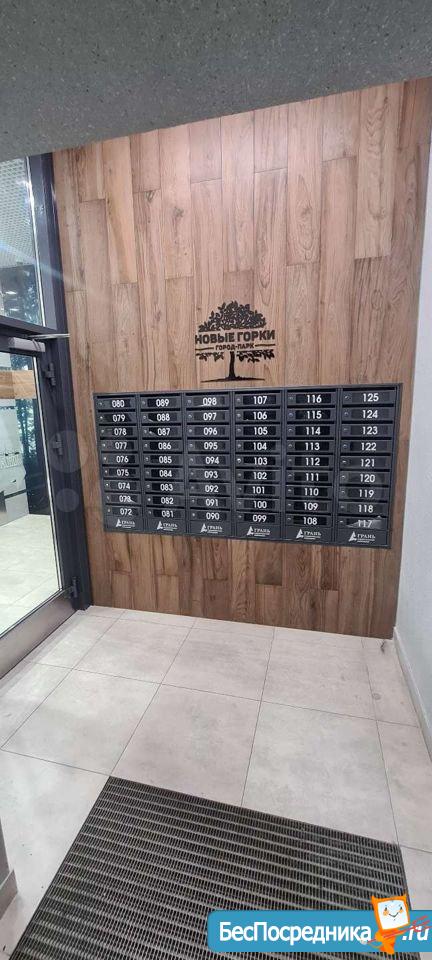 НОВЫЕ ГОРКИ
ГОРОД-ПАРК
080 089 098 107 116 125
079 088 097 106 115 124
078 087 096 105 114 123
077 086 095 104 113 122
076 085 094 103 112 121
075 084 093 102 111 120
074 083 092 101 110 119
073 082 091 100 109 118
072 081 090 099 108 117
ГРАНЬ ГРАНЬ ГРАНЬ ГРАНЬ ГРАНЬ ГРАНЬ
БесПосредника.ru